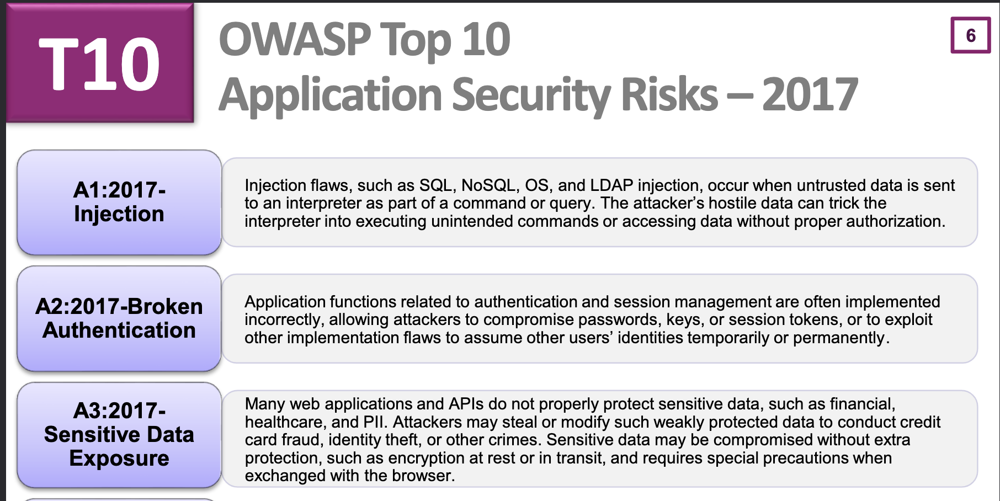 T10
OWASP Top 10
Application Security Risks – 2017
6
A1:2017-
Injection
Injection flaws, such as SQL, NoSQL, OS, and LDAP injection, occur when untrusted data is sent
to an interpreter as part of a command or query. The attacker’s hostile data can trick the
interpreter into executing unintended commands or accessing data without proper authorization.
A2:2017-Broken
Authentication
Application functions related to authentication and session management are often implemented
incorrectly, allowing attackers to compromise passwords, keys, or session tokens, or to exploit
other implementation flaws to assume other users’ identities temporarily or permanently.
A3:2017-
Sensitive Data
Exposure
Many web applications and APIs do not properly protect sensitive data, such as financial,
healthcare, and PII. Attackers may steal or modify such weakly protected data to conduct credit
card fraud, identity theft, or other crimes. Sensitive data may be compromised without extra
protection, such as encryption at rest or in transit, and requires special precautions when
exchanged with the browser.